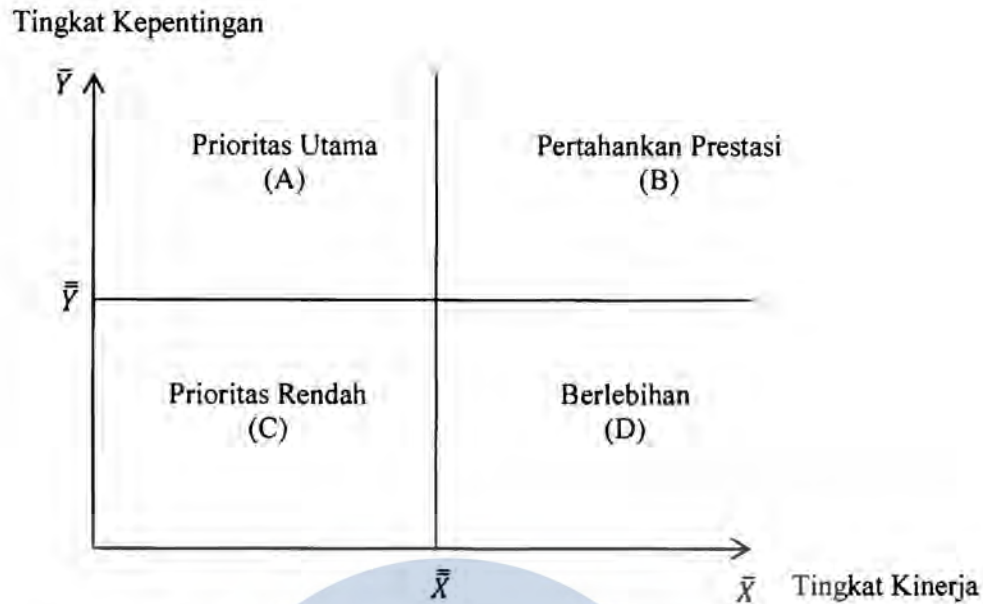 Tingkat Kepentingan
Ȳ
Prioritas Utama
(A)
Pertahankan Prestasi
(B)
Y̿
Prioritas Rendah
(C)
Berlebihan
(D)
X̿
X̄ Tingkat Kinerja